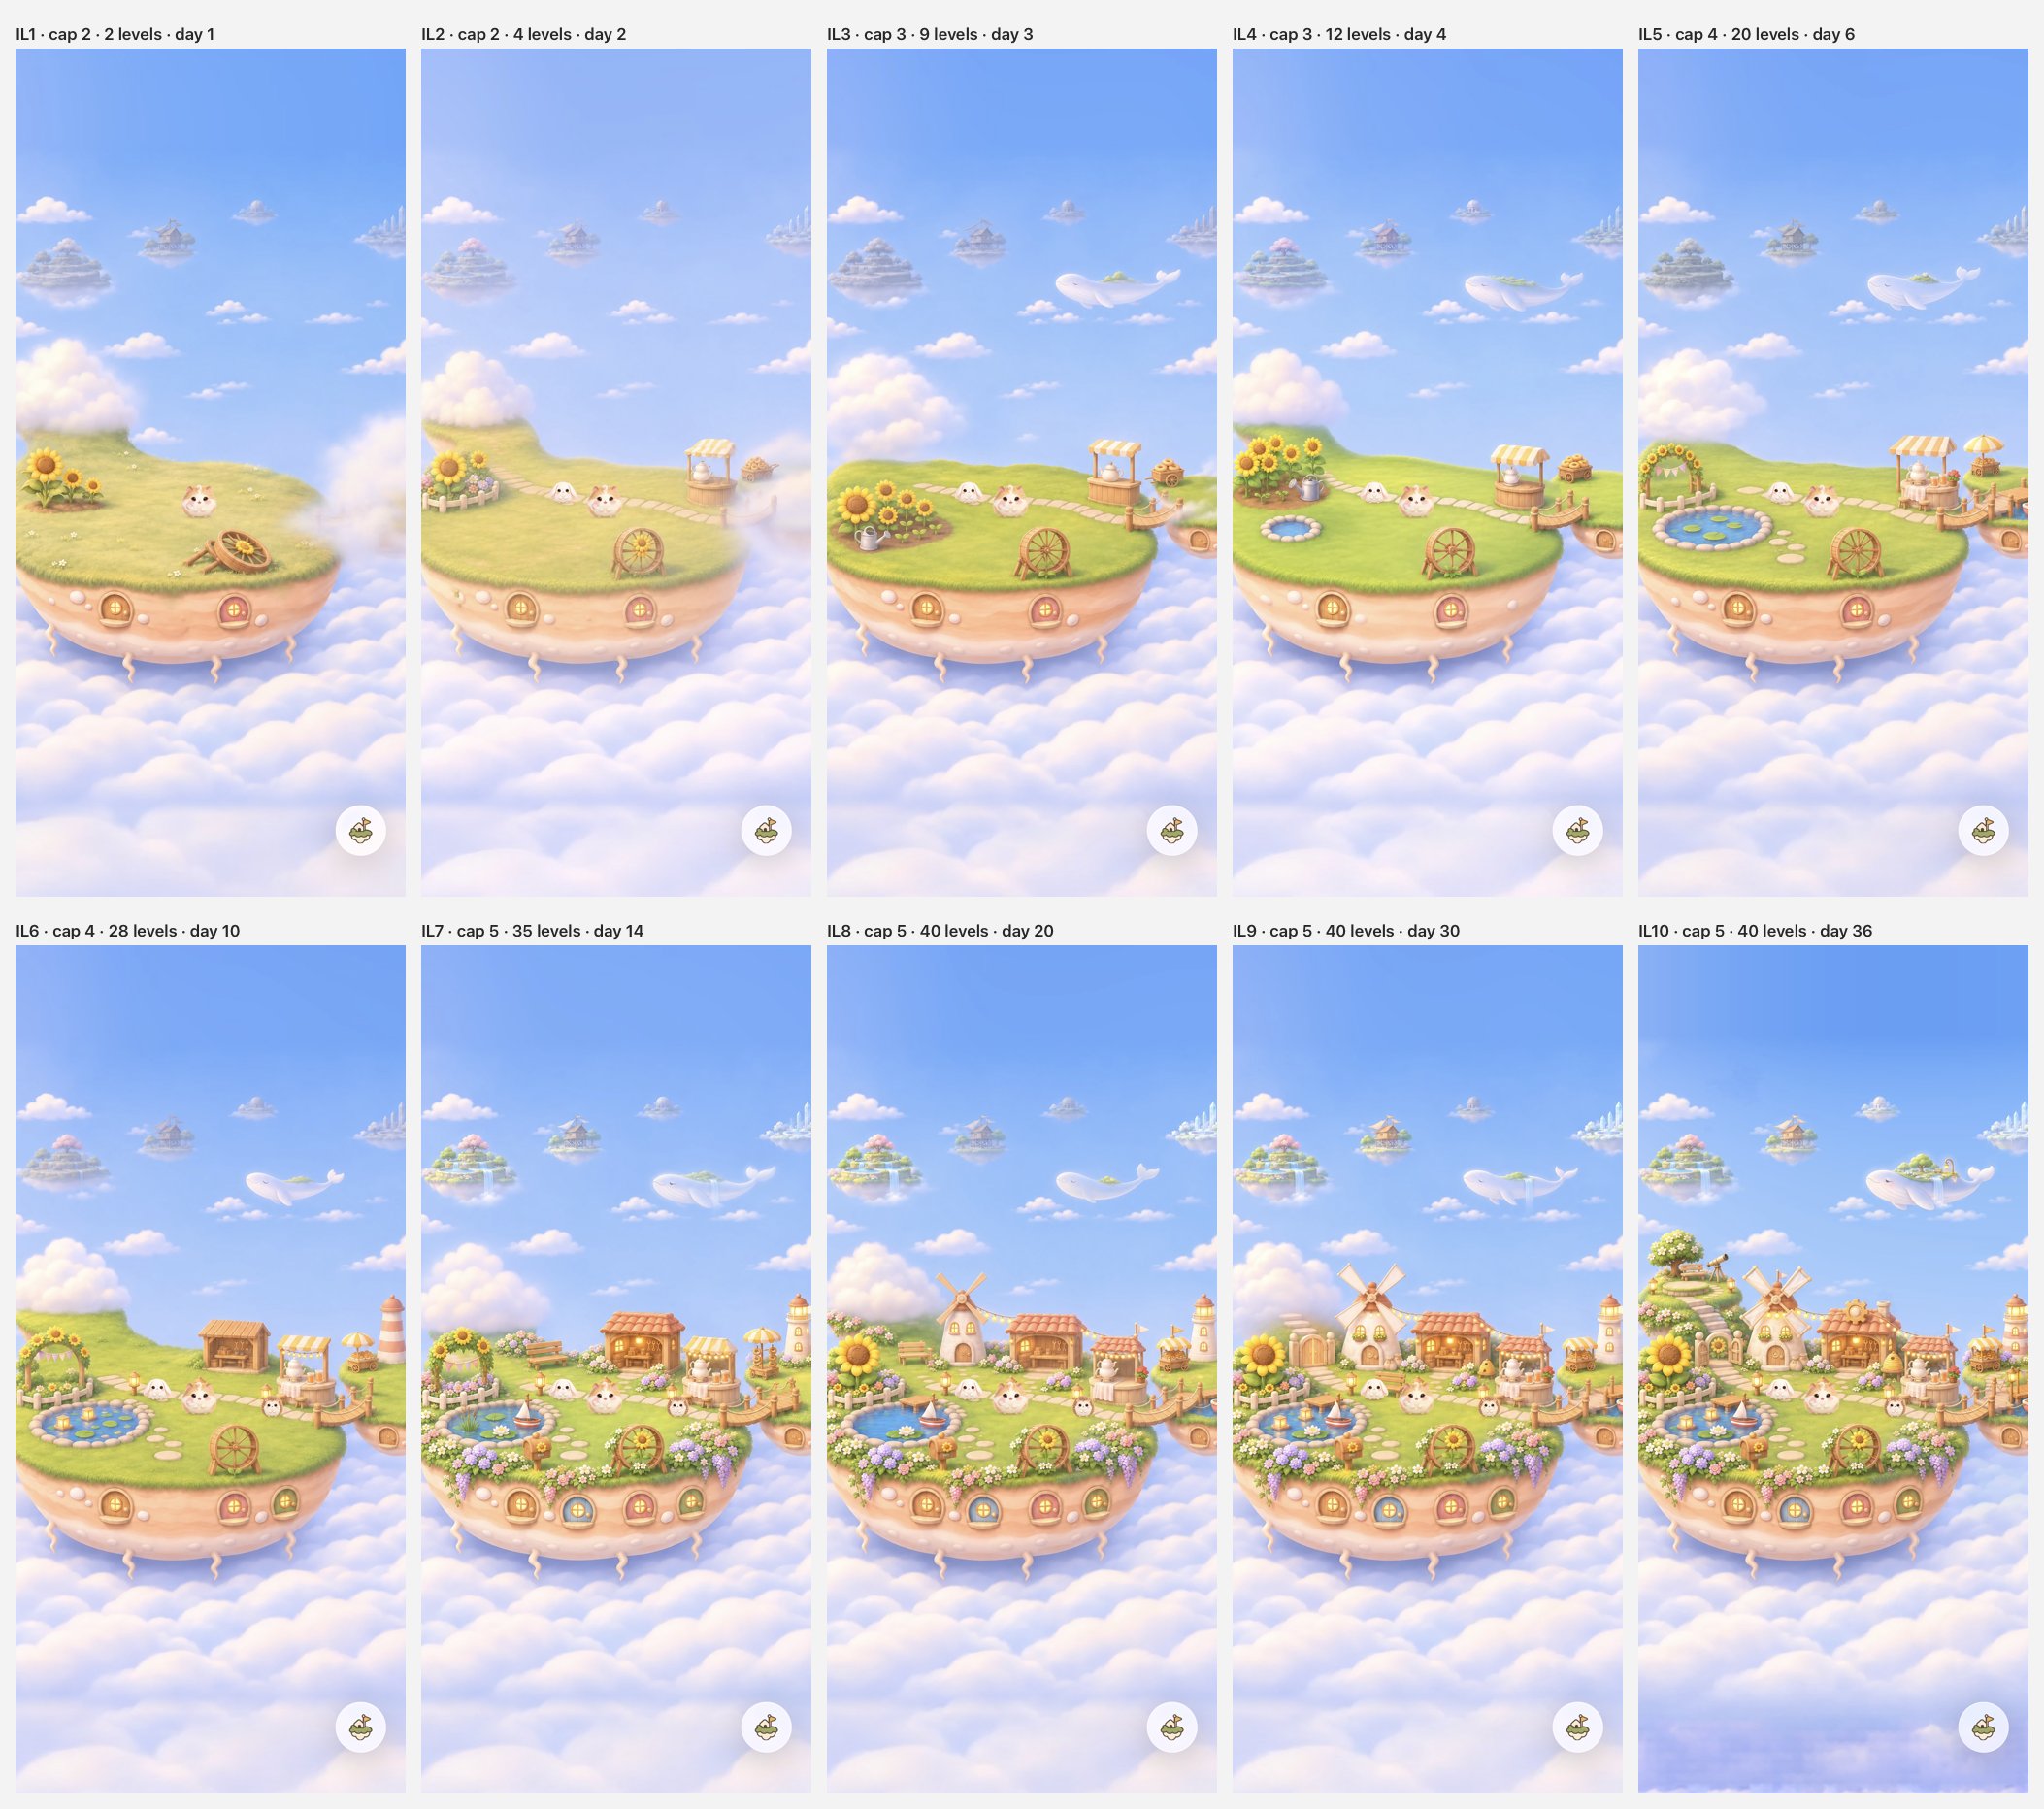 IL1 · cap 2 · 2 levels · day 1
IL2 · cap 2 · 4 levels · day 2
IL3 · cap 3 · 9 levels · day 3
IL4 · cap 3 · 12 levels · day 4
IL5 · cap 4 · 20 levels · day 6
IL6 · cap 4 · 28 levels · day 10
IL7 · cap 5 · 35 levels · day 14
IL8 · cap 5 · 40 levels · day 20
IL9 · cap 5 · 40 levels · day 30
IL10 · cap 5 · 40 levels · day 36